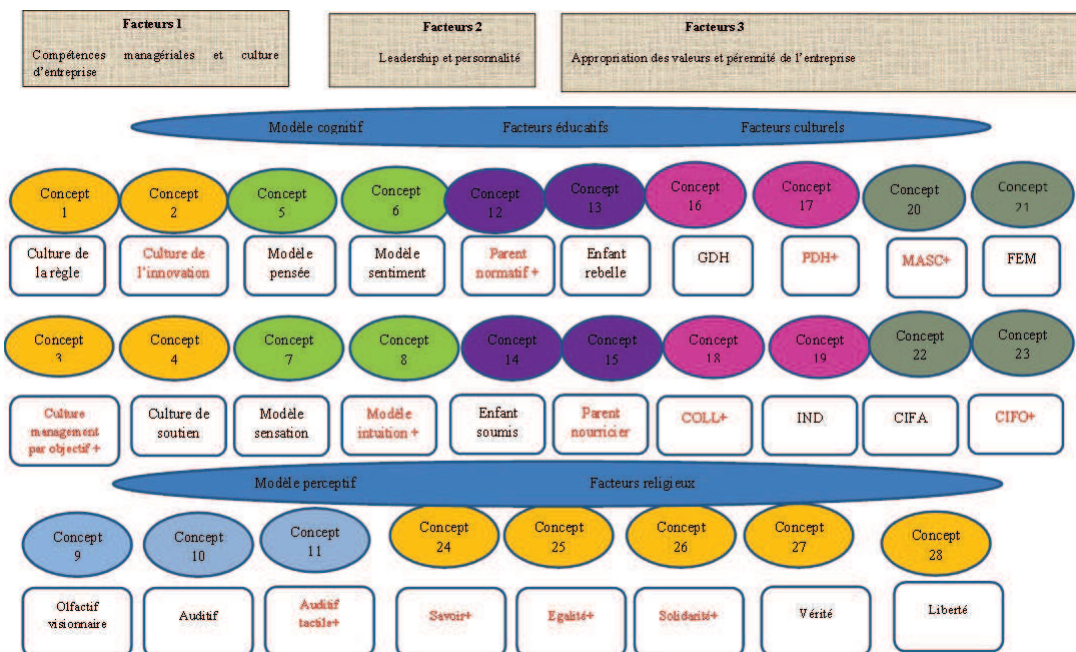 Facteurs 1
Compétences managériales et culture
d'entreprise
Facteurs 2
Leadership et personnalité
Facteurs 3
Appropriation des valeurs et pérennité de l'entreprise
Modèle cognitif Facteurs éducatifs Facteurs culturels
Concept Concept Concept Concept Concept Concept Concept Concept Concept Concept
1 2 5 6 12 13 16 17 20 21
Culture de Culture de Modèle Modèle Parent Enfant GDH PDH+ MASC+ FEM
la règle l'innovation pensée sentiment normatif + rebelle
Concept Concept Concept Concept Concept Concept Concept Concept Concept Concept
3 4 7 8 14 15 18 19 22 23
Culture Culture de Modèle Modèle Enfant Parent COLL+ IND CIFA CIFO+
management soutien sensation intuition + soumis nourricier
par objectif +
Modèle perceptif Facteurs religieux
Concept Concept Concept Concept Concept Concept Concept Concept
9 10 11 24 25 26 27 28
Olfactif Auditif Auditif Savoir+ Egalité+ Solidarité+ Vérité Liberté
visionnaire tactile+